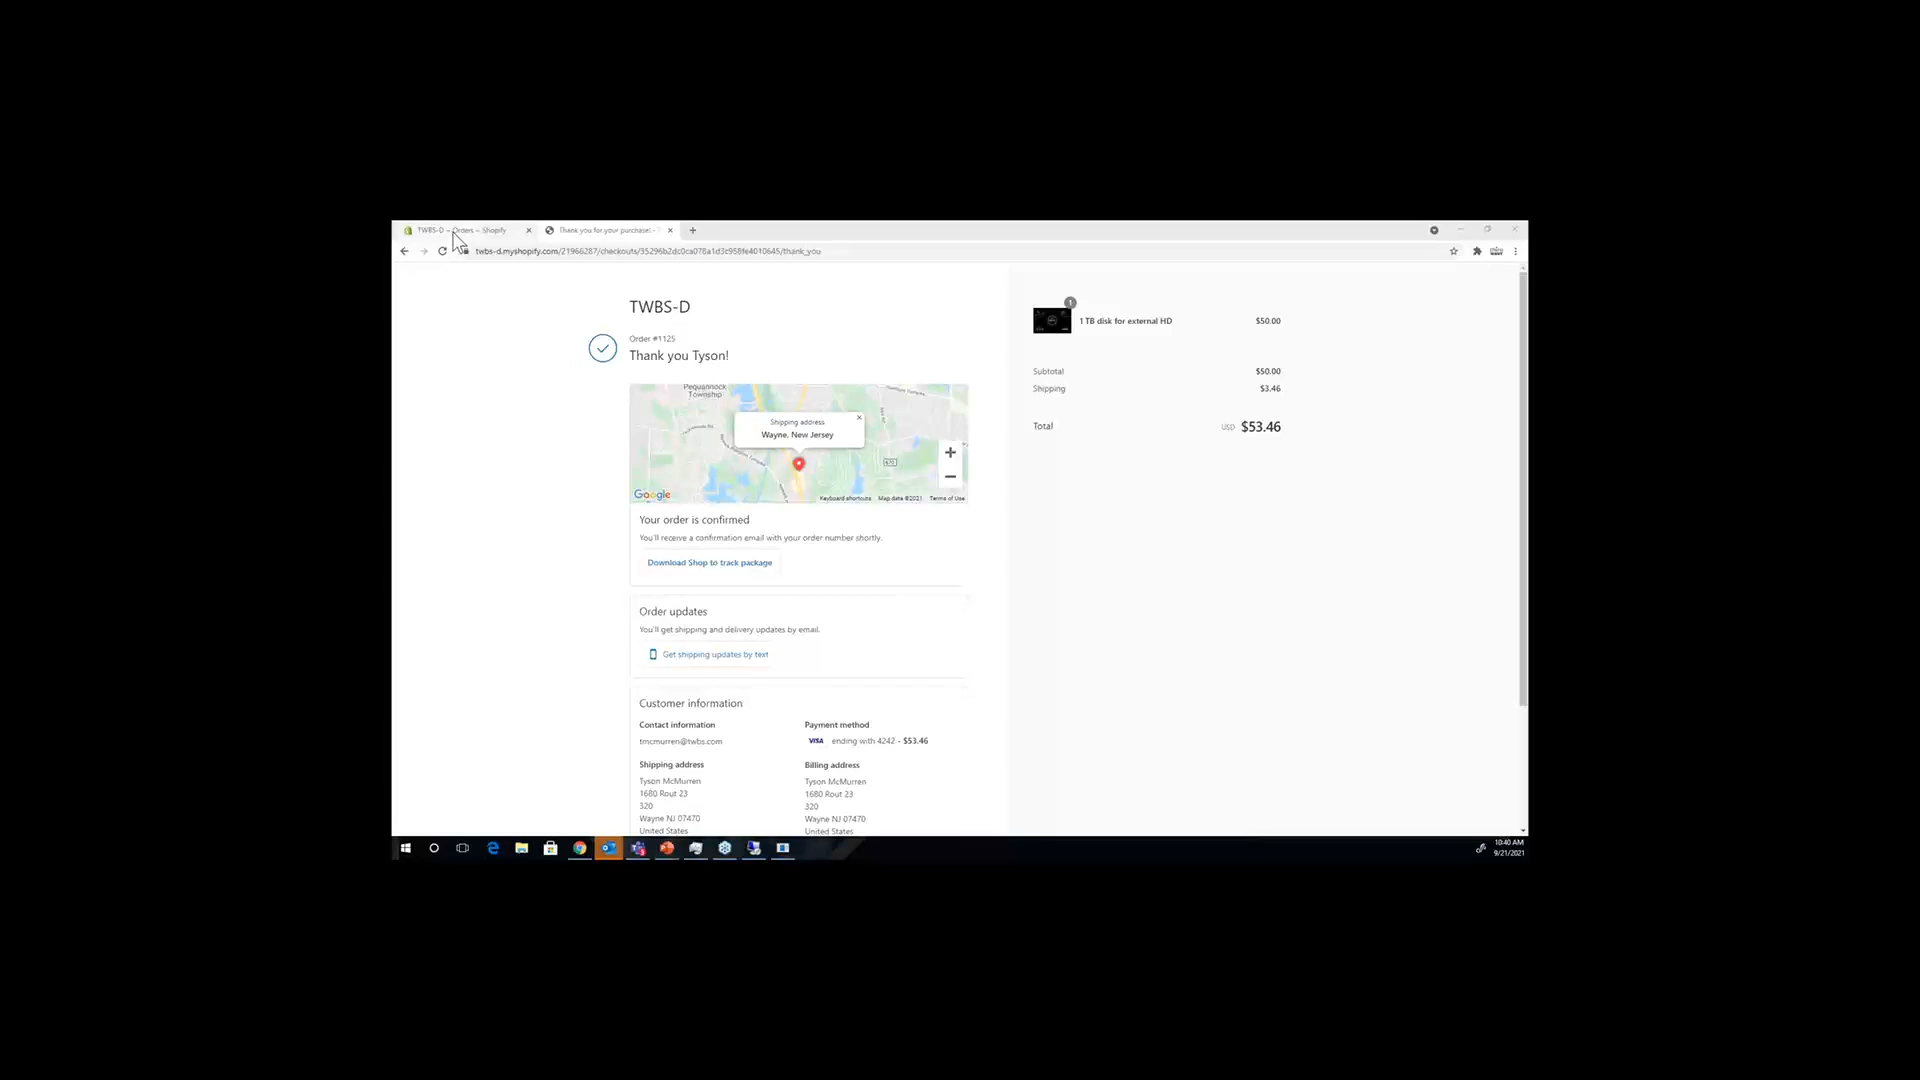 TWBS-D – Orders – Shopify
Thank you for your purchase! -
twbs-d.myshopify.com/21966287/checkouts/35296b2dc0ca078a1d3c958fe4010645/thank_you
TWBS-D
Order #1125
Thank you Tyson!
Pequannock
Township
Shipping address
Wayne, New Jersey
Google
Keyboard shortcuts
Map data ©2021
Terms of Use
Your order is confirmed
You'll receive a confirmation email with your order number shortly.
Download Shop to track package
Order updates
You'll get shipping and delivery updates by email.
Get shipping updates by text
Customer information
Contact information
tmcmurren@twbs.com
Payment method
VISA ending with 4242 - $53.46
Shipping address
Tyson McMurren
1680 Rout 23
320
Wayne NJ 07470
United States
Billing address
Tyson McMurren
1680 Rout 23
320
Wayne NJ 07470
United States
1
1 TB disk for external HD $50.00
Subtotal $50.00
Shipping $3.46
Total USD $53.46
10:40 AM
9/21/2021